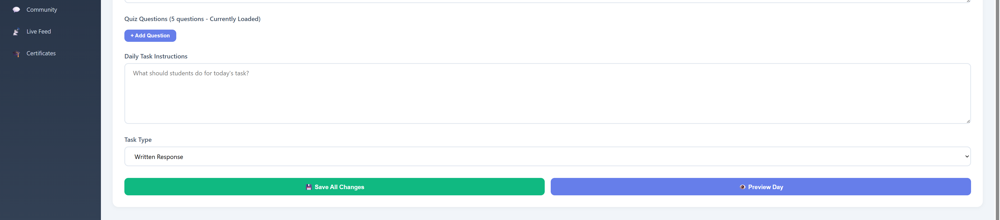 Community
Live Feed
Certificates
Quiz Questions (5 questions - Currently Loaded)
+ Add Question
Daily Task Instructions
What should students do for today's task?
Task Type
Written Response
Save All Changes
Preview Day